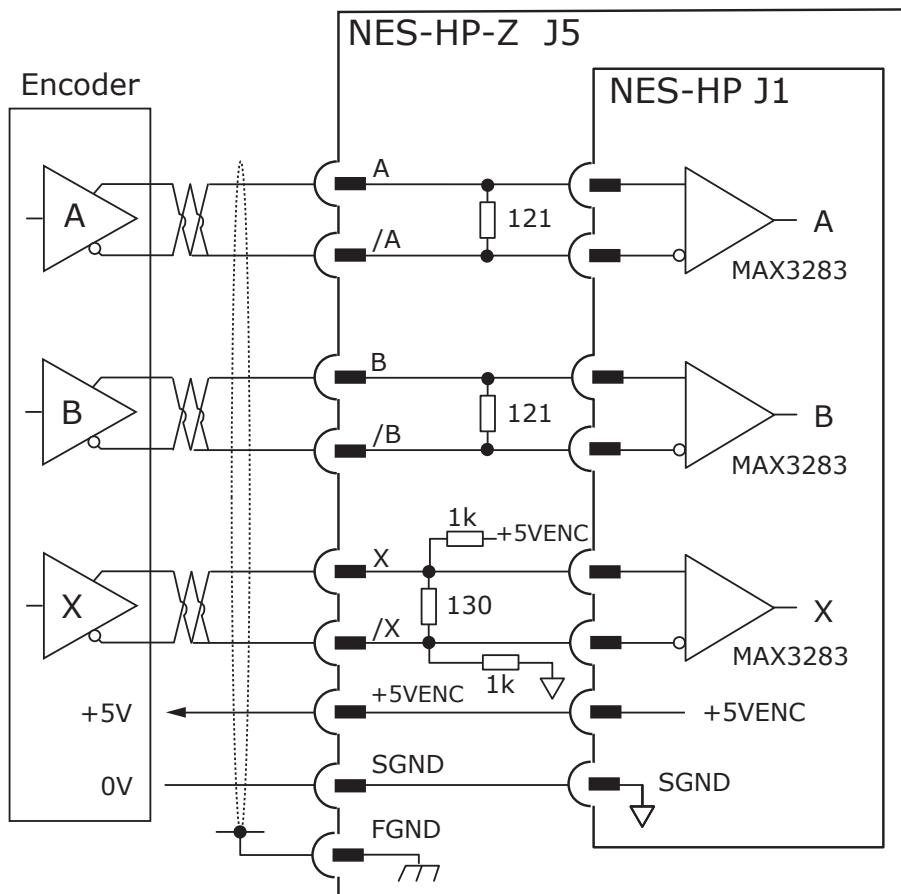 NES-HP-Z J5
Encoder
NES-HP J1
A
A
/A
121
A
MAX3283
B
B
/B
121
B
MAX3283
1k
+5VENC
X
X
/X
130
1k
X
MAX3283
+5V
+5VENC
+5VENC
0V
SGND
SGND
FGND